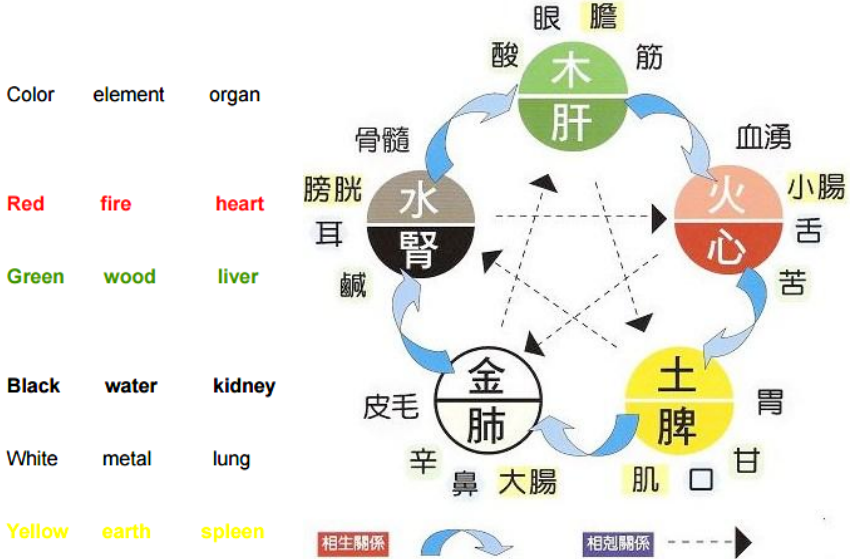 Color element organ
Red fire heart
Green wood liver
Black water kidney
White metal lung
Yellow earth spleen
眼 膽
酸 筋
木
肝
骨髓 血湧
膀胱 水 火 小腸
耳 腎 心 舌
鹹 苦
金 土
皮毛 肺 脾 胃
辛 鼻 大腸 肌 口 甘
相生關係 相剋關係